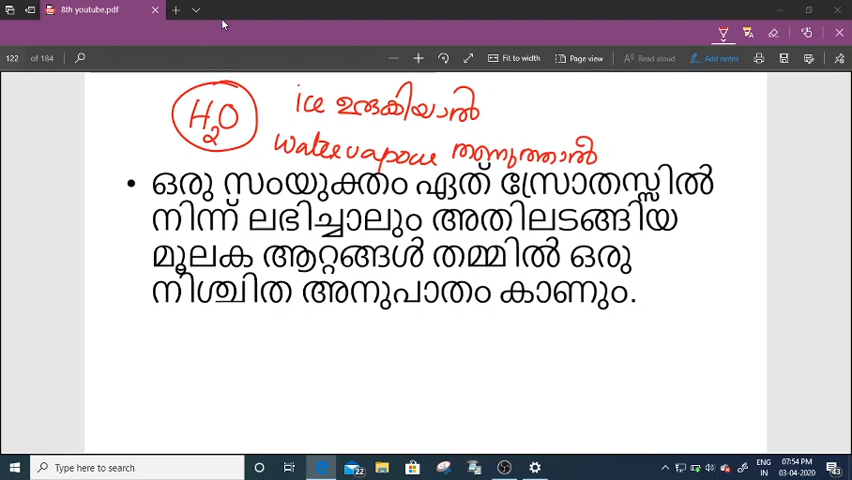 8th youtube.pdf
122 of 184
Fit to width
Page view
Read aloud
Add notes
H2O
ice ഉരുകിയാൽ
water vapour തണുത്താൽ
• ഒരു സംയുക്തം ഏത് സ്രോതസ്സിൽ
നിന്ന് ലഭിച്ചാലും അതിലടങ്ങിയ
മൂലക ആറ്റങ്ങൾ തമ്മിൽ ഒരു
നിശ്ചിത അനുപാതം കാണും.
Type here to search
22
ENG
IN
07:54 PM
03-04-2020
43